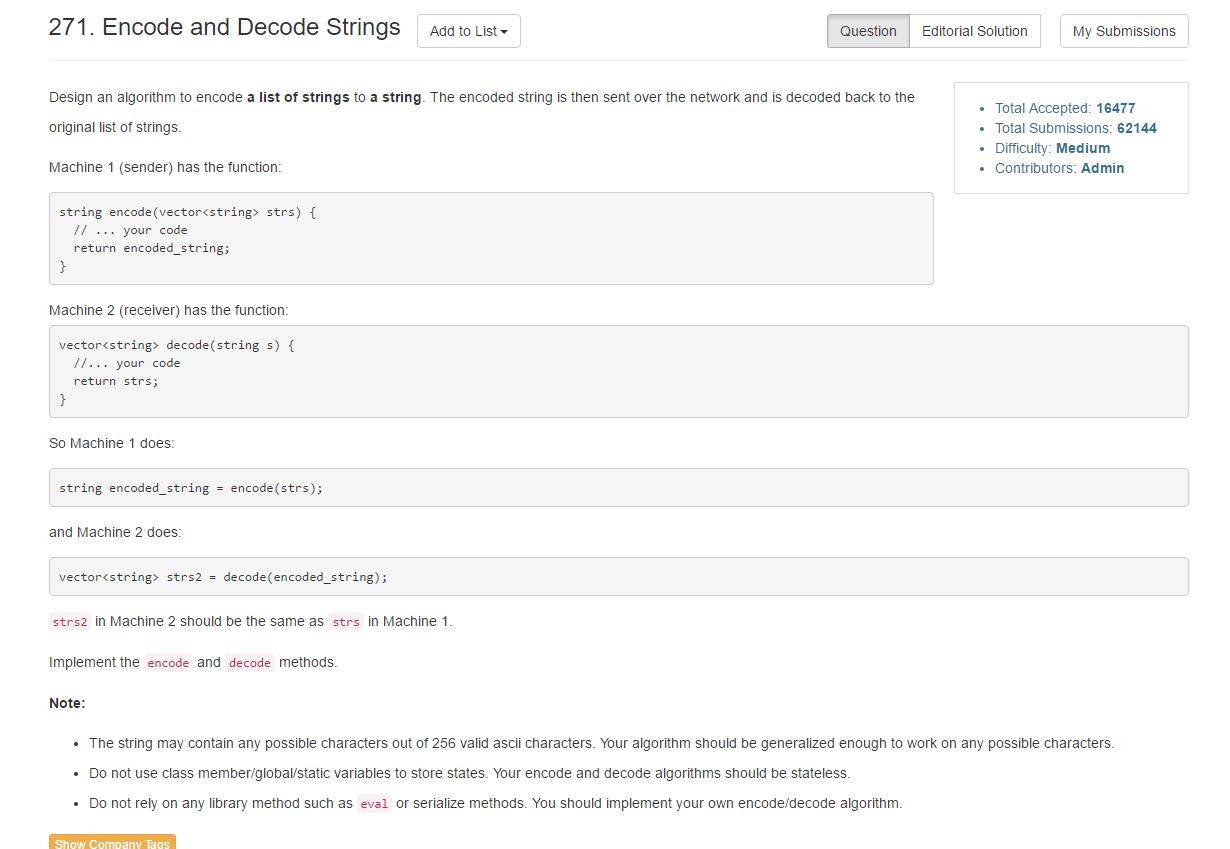 271. Encode and Decode Strings
Add to List
Question
Editorial Solution
My Submissions
Design an algorithm to encode a list of strings to a string. The encoded string is then sent over the network and is decoded back to the
original list of strings.
Total Accepted: 16477
Total Submissions: 62144
Difficulty: Medium
Contributors: Admin
Machine 1 (sender) has the function:
string encode(vector<string> strs) {
  // ... your code
  return encoded_string;
}
Machine 2 (receiver) has the function:
vector<string> decode(string s) {
  //... your code
  return strs;
}
So Machine 1 does:
string encoded_string = encode(strs);
and Machine 2 does:
vector<string> strs2 = decode(encoded_string);
strs2 in Machine 2 should be the same as strs in Machine 1.
Implement the encode and decode methods.
Note:
• The string may contain any possible characters out of 256 valid ascii characters. Your algorithm should be generalized enough to work on any possible characters.
• Do not use class member/global/static variables to store states. Your encode and decode algorithms should be stateless.
• Do not rely on any library method such as eval or serialize methods. You should implement your own encode/decode algorithm.
Show Company Tags